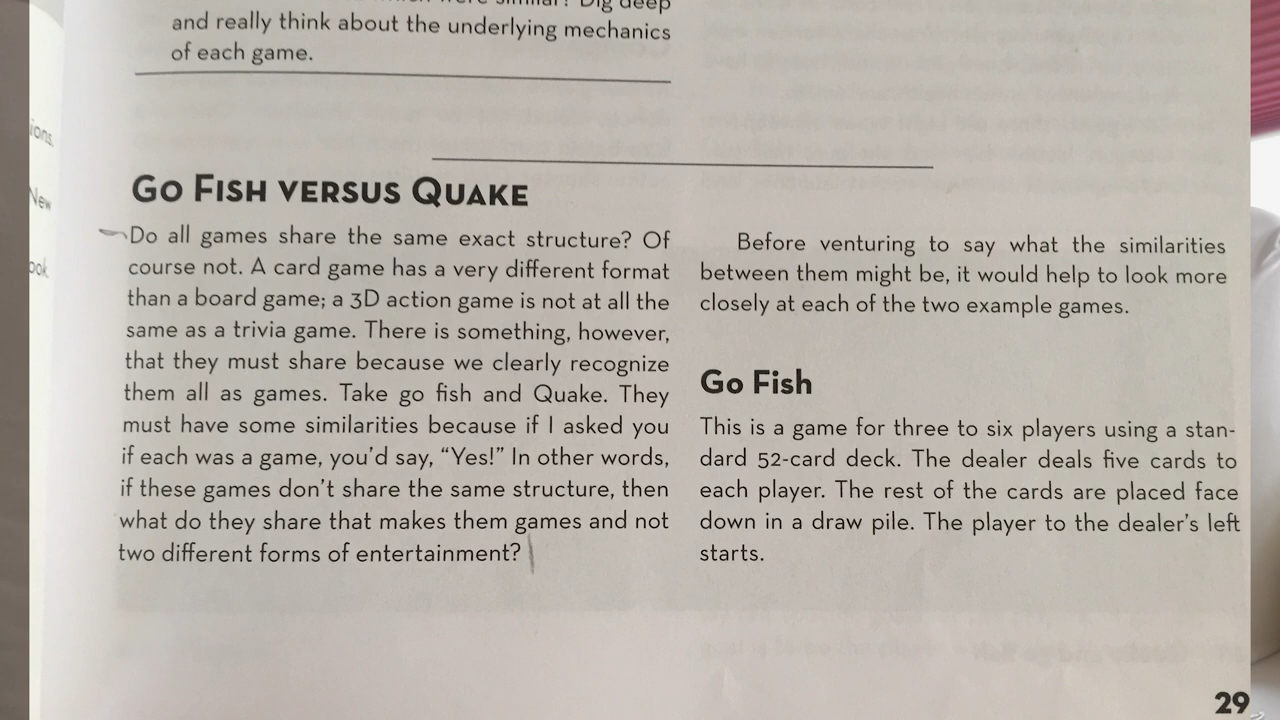 and really think about the underlying mechanics
of each game.
ions.
New
ook.
GO FISH VERSUS QUAKE
Do all games share the same exact structure? Of
course not. A card game has a very different format
than a board game; a 3D action game is not at all the
same as a trivia game. There is something, however,
that they must share because we clearly recognize
them all as games. Take go fish and Quake. They
must have some similarities because if I asked you
if each was a game, you'd say, “Yes!” In other words,
if these games don't share the same structure, then
what do they share that makes them games and not
two different forms of entertainment?
Before venturing to say what the similarities
between them might be, it would help to look more
closely at each of the two example games.
Go Fish
This is a game for three to six players using a stan-
dard 52-card deck. The dealer deals five cards to
each player. The rest of the cards are placed face
down in a draw pile. The player to the dealer's left
starts.
29